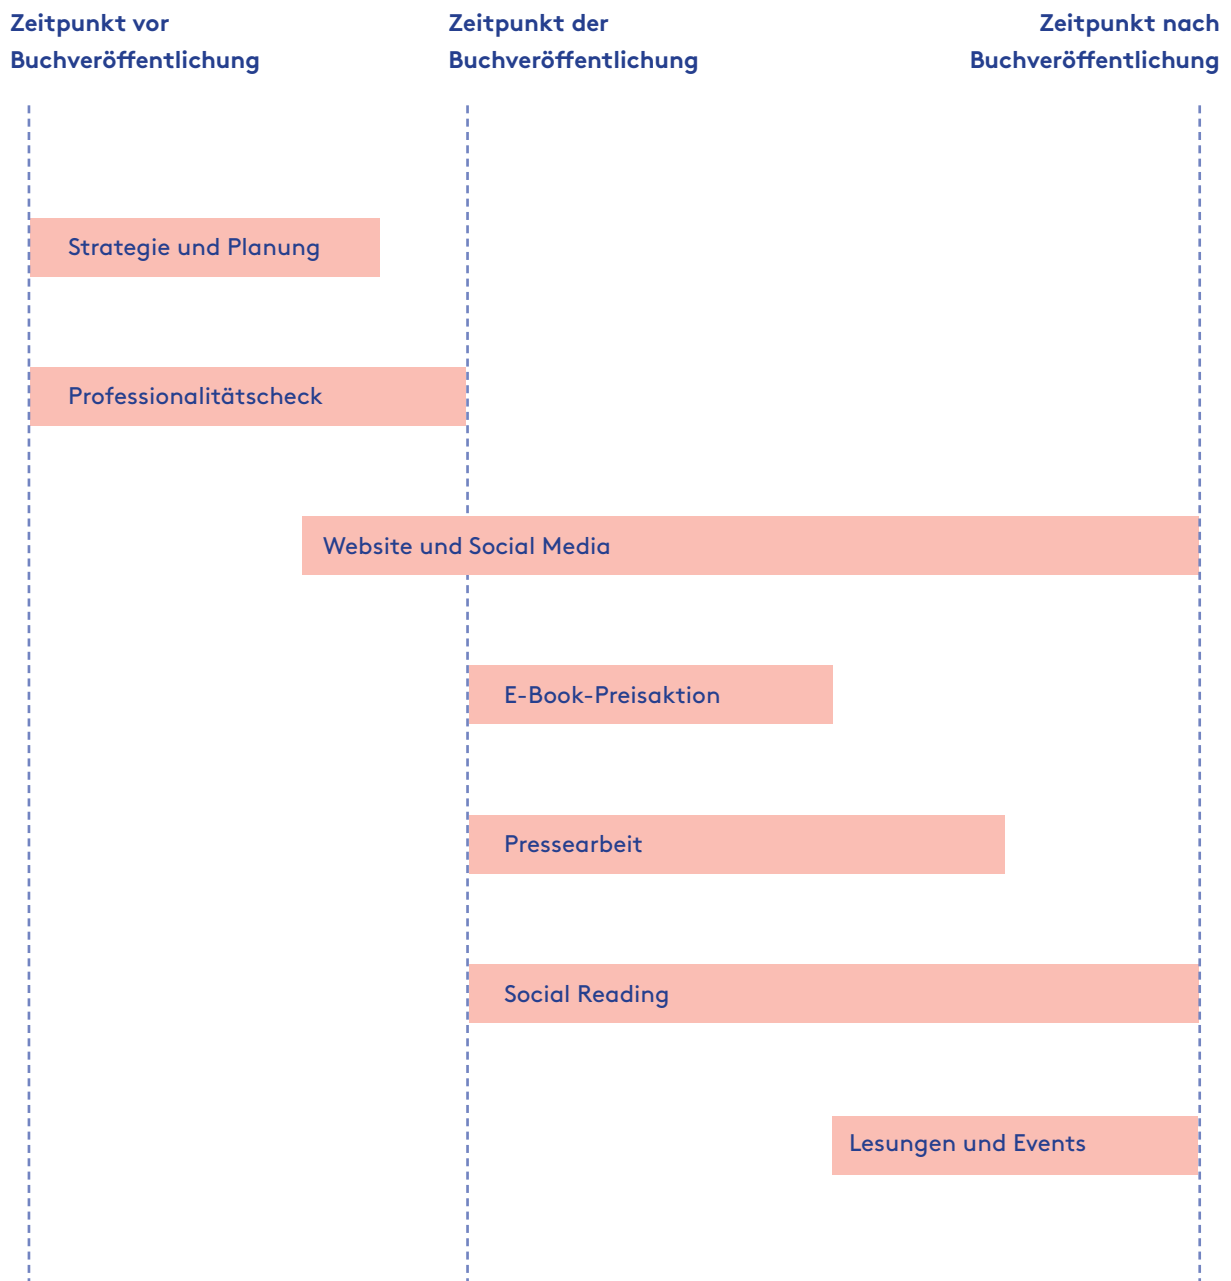 Zeitpunkt vor
Buchveröffentlichung
Zeitpunkt der
Buchveröffentlichung
Zeitpunkt nach
Buchveröffentlichung
Strategie und Planung
Professionalitätscheck
Website und Social Media
E-Book-Preisaktion
Pressearbeit
Social Reading
Lesungen und Events